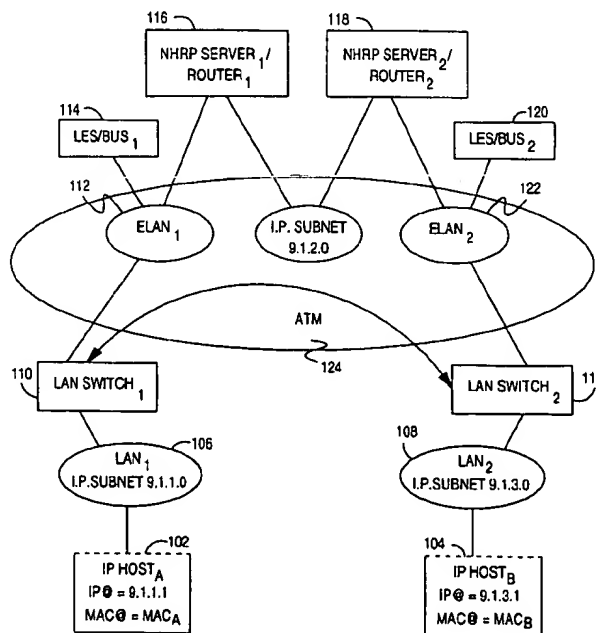 116
118
NHRP SERVER1/
ROUTER1
NHRP SERVER2/
ROUTER2
114
120
LES/BUS1
LES/BUS2
112
122
ELAN1
I.P. SUBNET
9.1.2.0
ELAN2
ATM
124
110
LAN SWITCH1
LAN SWITCH2
11
106
108
LAN1
I.P.SUBNET 9.1.1.0
LAN2
I.P.SUBNET 9.1.3.0
102
104
IP HOSTA
IP@ = 9.1.1.1
MAC@ = MACA
IP HOSTB
IP@ = 9.1.3.1
MAC@ = MACB